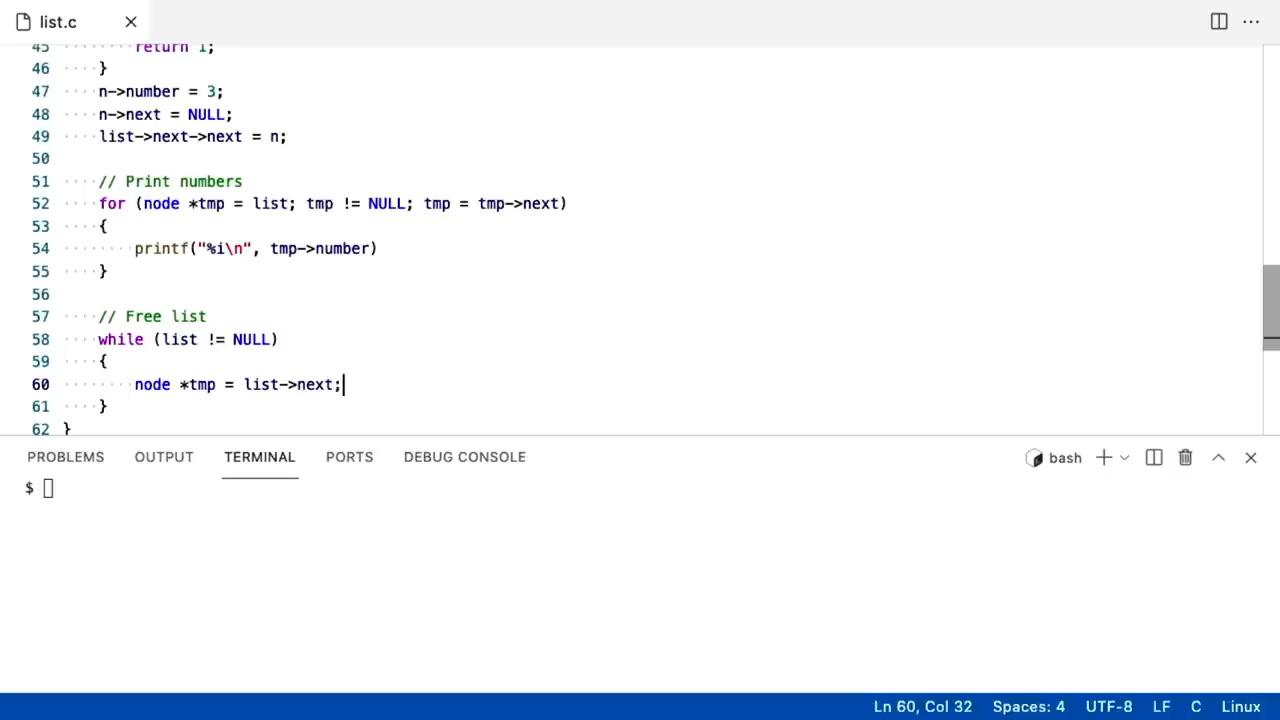 list.c
45 return 1;
46 }
47 n->number = 3;
48 n->next = NULL;
49 list->next->next = n;
50
51 // Print numbers
52 for (node *tmp = list; tmp != NULL; tmp = tmp->next)
53 {
54 printf("%i\n", tmp->number)
55 }
56
57 // Free list
58 while (list != NULL)
59 {
60 node *tmp = list->next;
61 }
62 }
PROBLEMS OUTPUT TERMINAL PORTS DEBUG CONSOLE bash
$
Ln 60, Col 32 Spaces: 4 UTF-8 LF C Linux